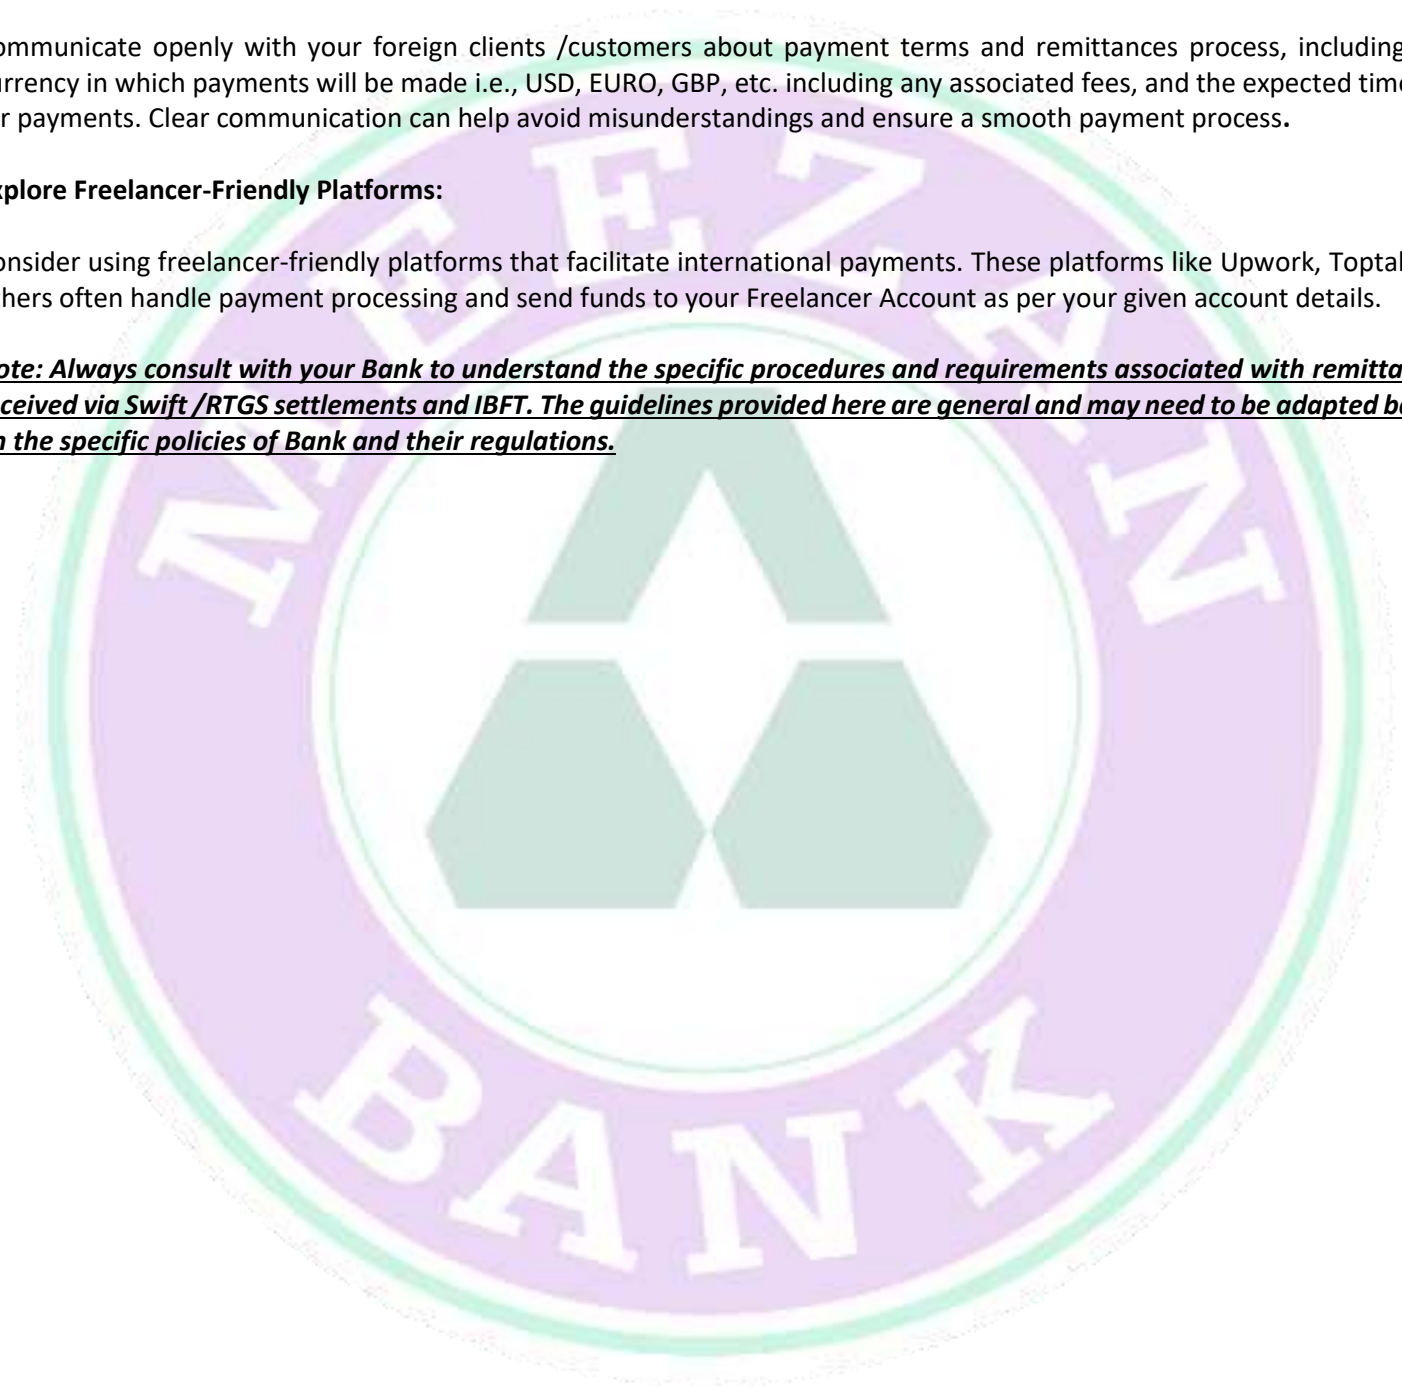 ommunicate openly with your foreign clients /customers about payment terms and remittances process, including
urrency in which payments will be made i.e., USD, EURO, GBP, etc. including any associated fees, and the expected time
r payments. Clear communication can help avoid misunderstandings and ensure a smooth payment process.
xplore Freelancer-Friendly Platforms:
onsider using freelancer-friendly platforms that facilitate international payments. These platforms like Upwork, Toptal
hers often handle payment processing and send funds to your Freelancer Account as per your given account details.
ote: Always consult with your Bank to understand the specific procedures and requirements associated with remitta
ceived via Swift /RTGS settlements and IBFT. The guidelines provided here are general and may need to be adapted ba
n the specific policies of Bank and their regulations.
MEEZAN
BANK